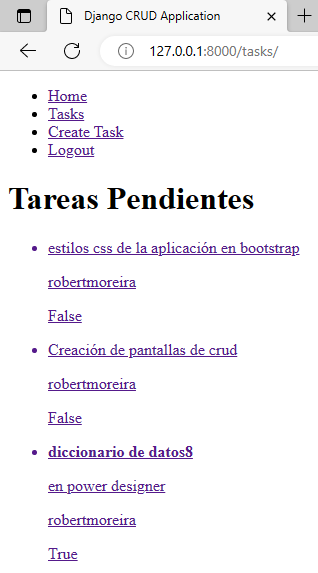 Django CRUD Application
127.0.0.1:8000/tasks/
Home
Tasks
Create Task
Logout
Tareas Pendientes
estilos css de la aplicación en bootstrap
robertmoreira
False
Creación de pantallas de crud
robertmoreira
False
diccionario de datos8
en power designer
robertmoreira
True